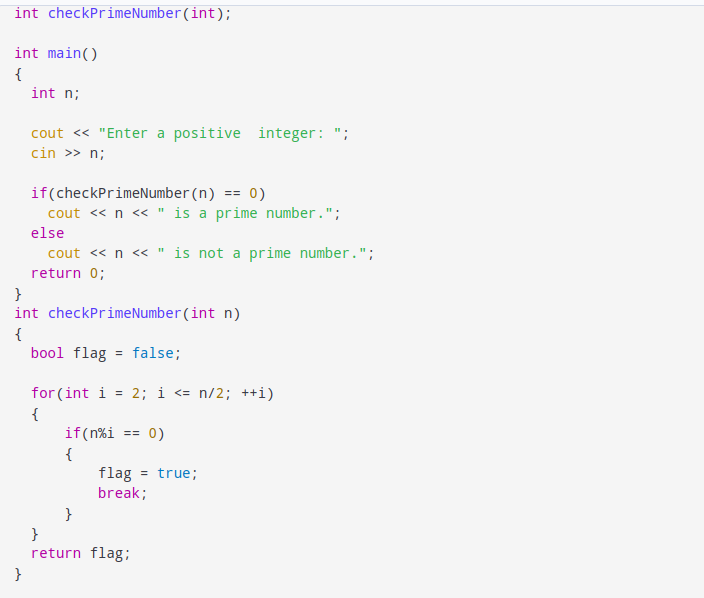 int checkPrimeNumber(int);
int main()
{
int n;
cout << "Enter a positive  integer: ";
cin >> n;
if(checkPrimeNumber(n) == 0)
cout << n << " is a prime number.";
else
cout << n << " is not a prime number.";
return 0;
}
int checkPrimeNumber(int n)
{
bool flag = false;
for(int i = 2; i <= n/2; ++i)
{
if(n%i == 0)
{
flag = true;
break;
}
}
return flag;
}